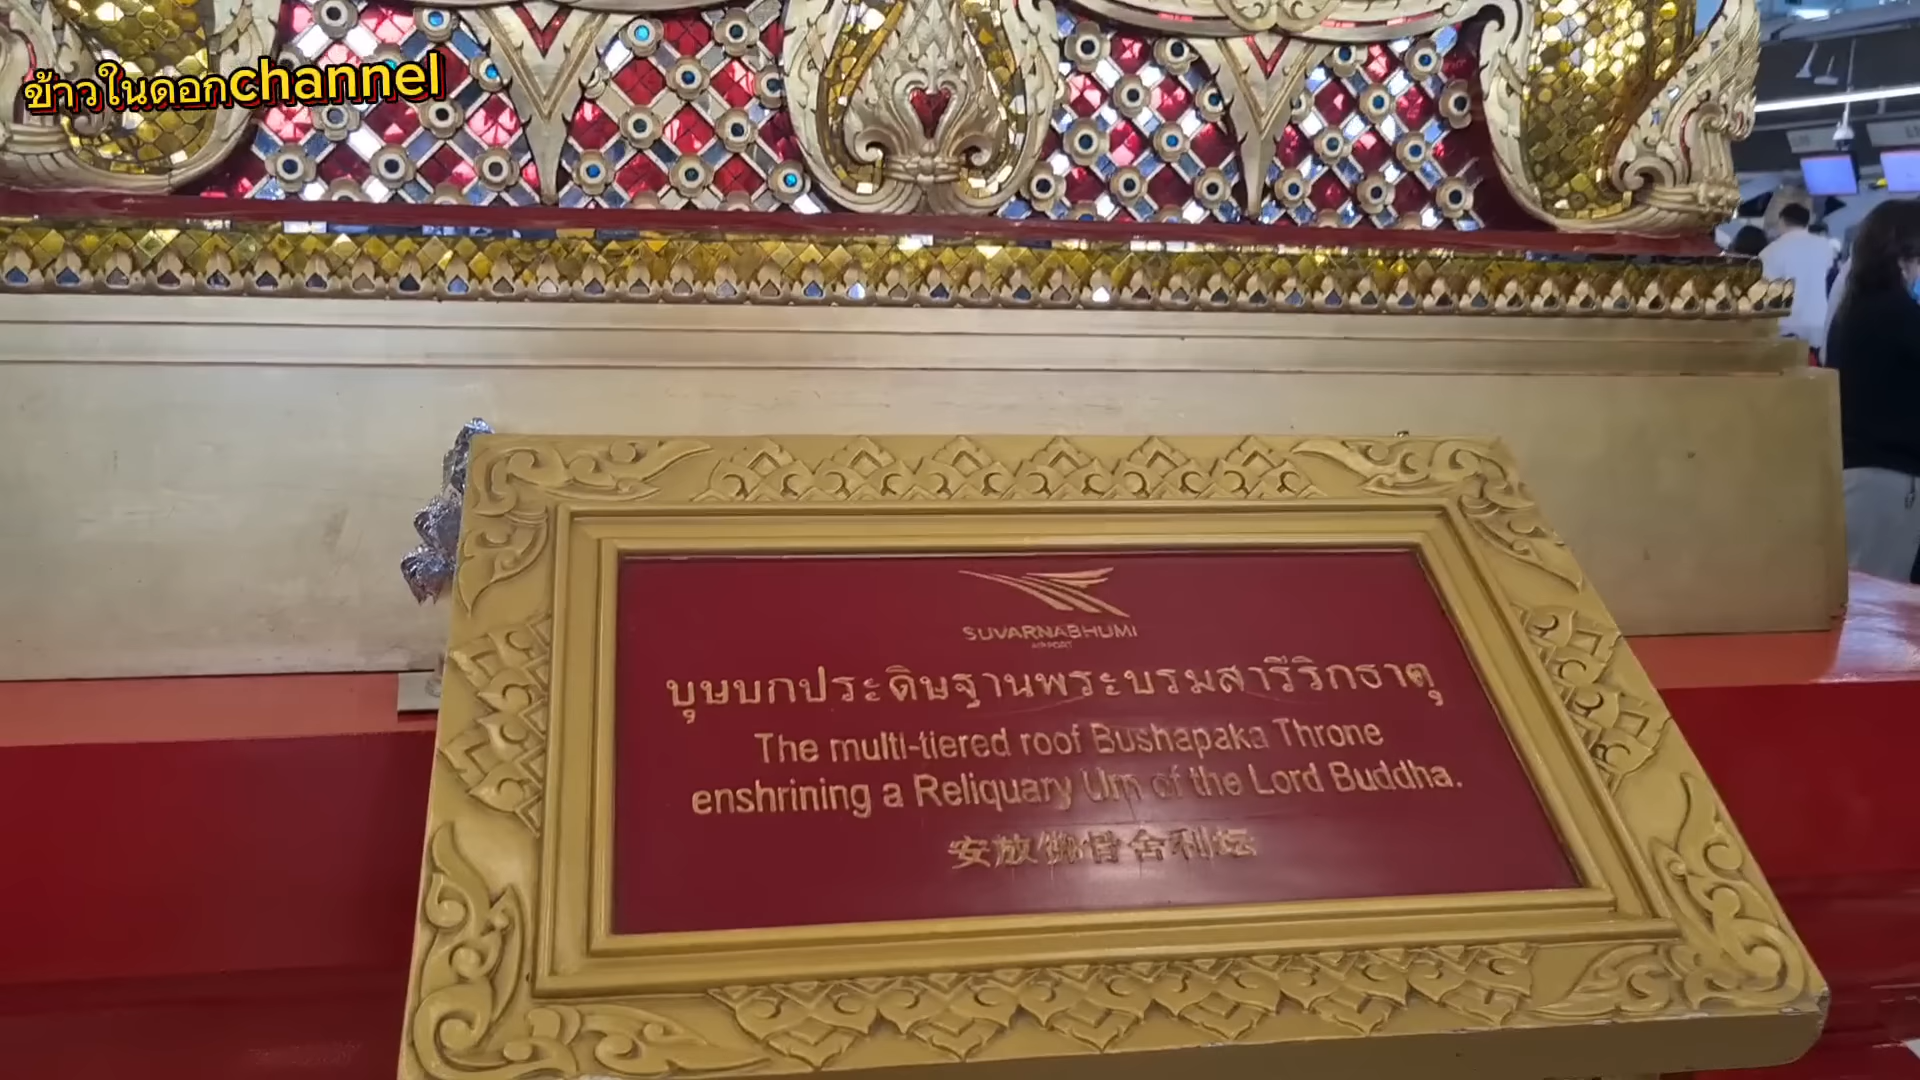 ข้าวในดอกchannel
SUVARNABHUMI
AIRPORT
บุษบกประดิษฐานพระบรมสารีริกธาตุ
The multi-tiered roof Bushapaka Throne
enshrining a Reliquary Urn of the Lord Buddha.
安放佛骨舍利坛